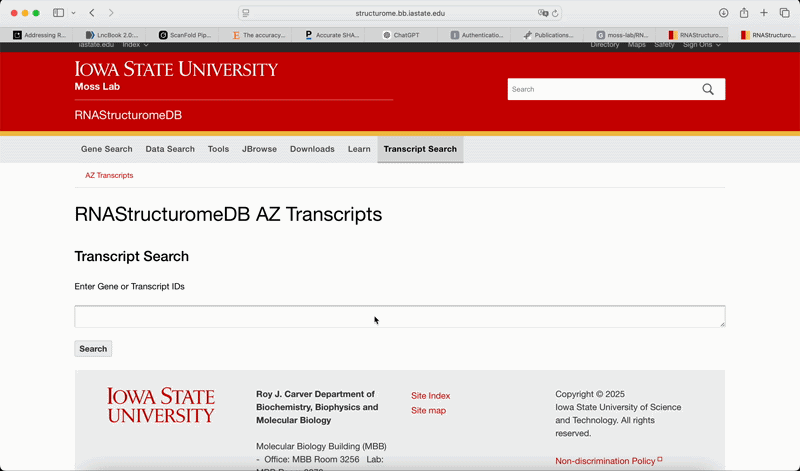 structurome.bb.iastate.edu
Addressing R...
LncBook 2.0:...
ScanFold Pip...
The accuracy...
Accurate SHA...
ChatGPT
Authenticatio...
Publications...
moss-lab/RN...
RNAStructuro...
RNAStructuro...
iastate.edu Index
Directory Maps Safety Sign Ons
IOWA STATE UNIVERSITY
Moss Lab
RNAStructuromeDB
Search
Gene Search
Data Search
Tools
JBrowse
Downloads
Learn
Transcript Search
AZ Transcripts
RNAStructuromeDB AZ Transcripts
Transcript Search
Enter Gene or Transcript IDs
Search
IOWA STATE
UNIVERSITY
Roy J. Carver Department of
Biochemistry, Biophysics and
Molecular Biology
Molecular Biology Building (MBB)
- Office: MBB Room 3256 Lab:
Site Index
Site map
Copyright © 2025
Iowa State University of Science
and Technology. All rights
reserved.
Non-discrimination Policy